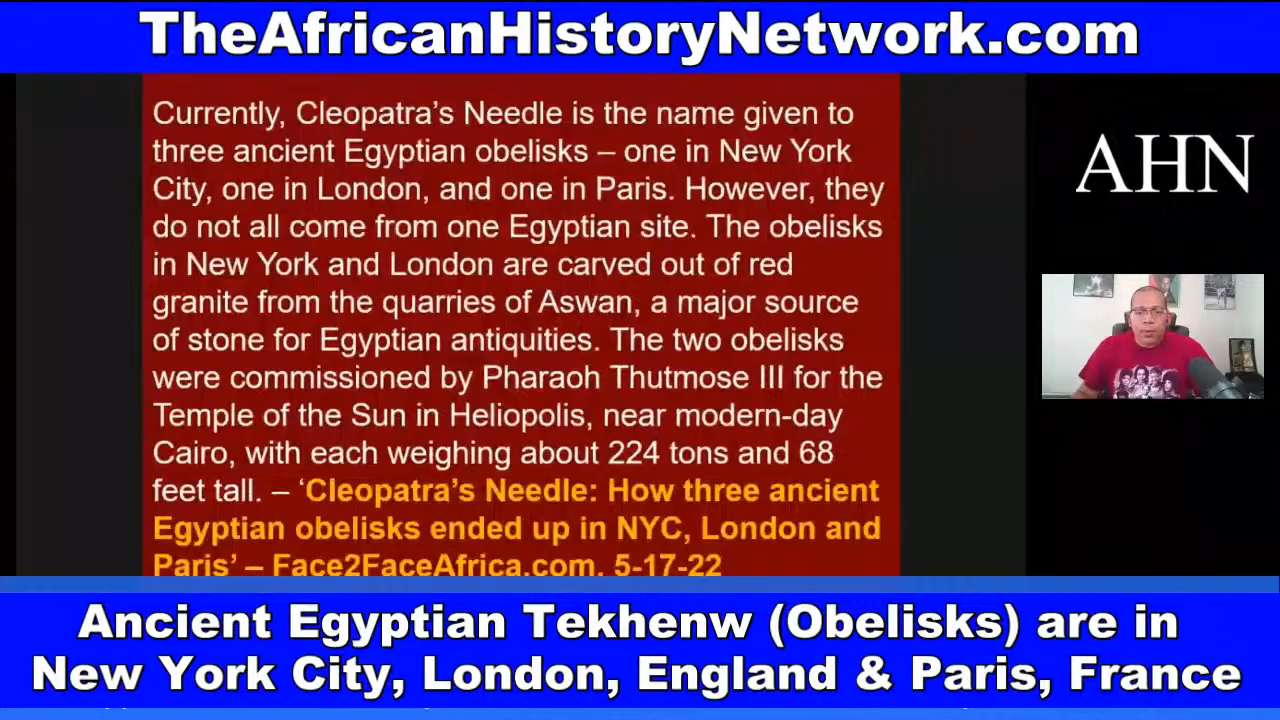 TheAfricanHistoryNetwork.com
Currently, Cleopatra's Needle is the name given to
three ancient Egyptian obelisks – one in New York
City, one in London, and one in Paris. However, they
do not all come from one Egyptian site. The obelisks
in New York and London are carved out of red
granite from the quarries of Aswan, a major source
of stone for Egyptian antiquities. The two obelisks
were commissioned by Pharaoh Thutmose III for the
Temple of the Sun in Heliopolis, near modern-day
Cairo, with each weighing about 224 tons and 68
feet tall. – ‘Cleopatra’s Needle: How three ancient
Egyptian obelisks ended up in NYC, London and
Paris’ – Face2FaceAfrica.com, 5-17-22
AHN
Ancient Egyptian Tekhenw (Obelisks) are in
New York City, London, England & Paris, France